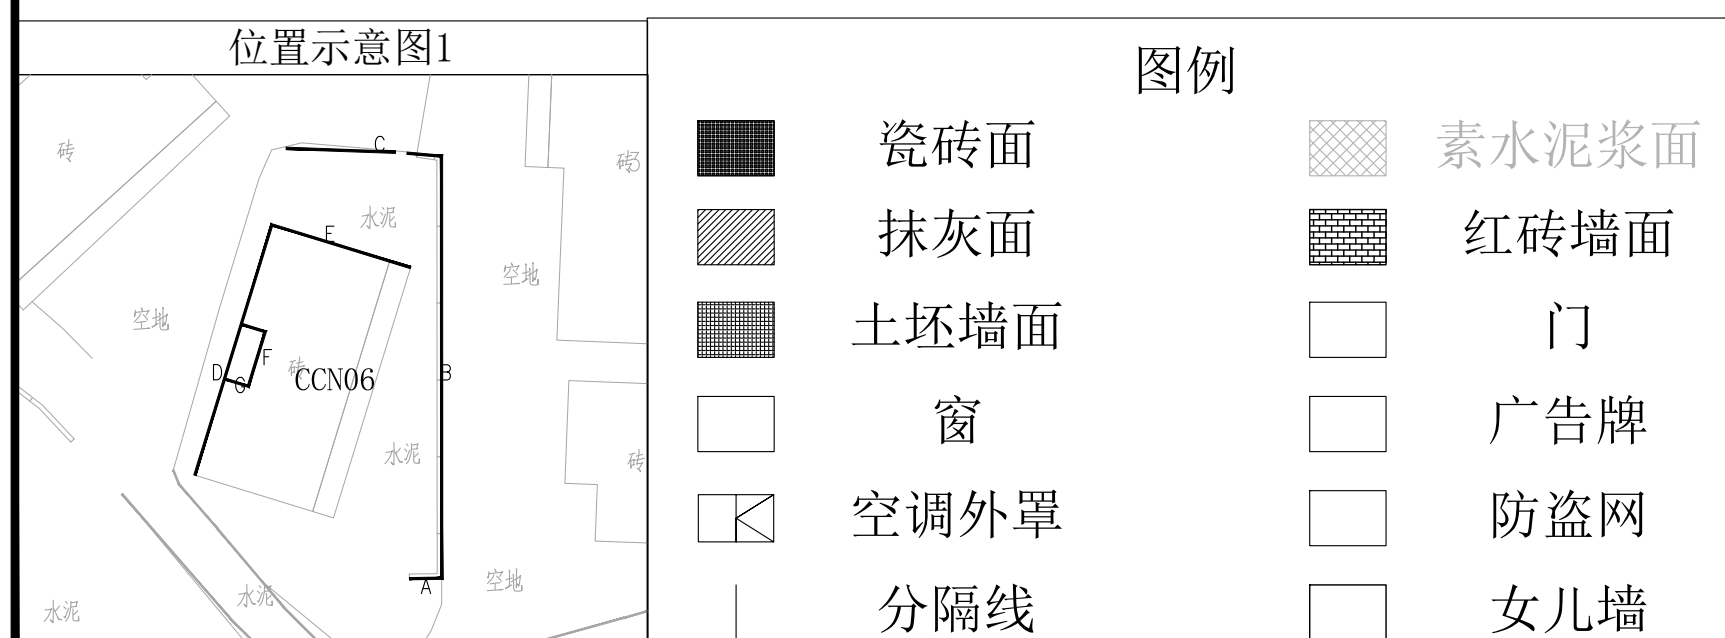 位置示意图1
砖
C
砖3
水泥
E
空地
空地
F
砖
D
G
CCN06
B
水泥
砖
A
空地
水泥
水泥
图例
瓷砖面
素水泥浆面
抹灰面
红砖墙面
土坯墙面
门
窗
广告牌
空调外罩
防盗网
分隔线
女儿墙